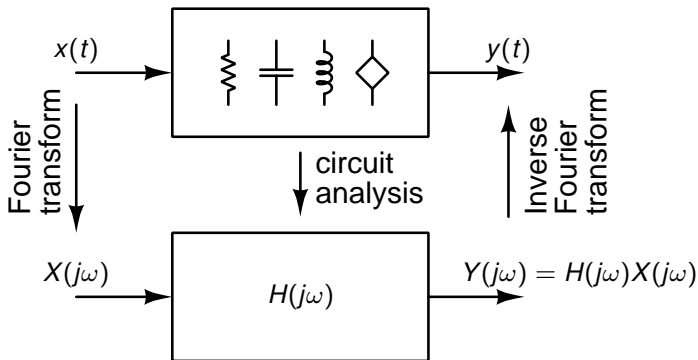 x(t)
y(t)
Fourier
transform
circuit
analysis
Inverse
Fourier
transform
X(jω)
H(jω)
Y(jω) = H(jω)X(jω)